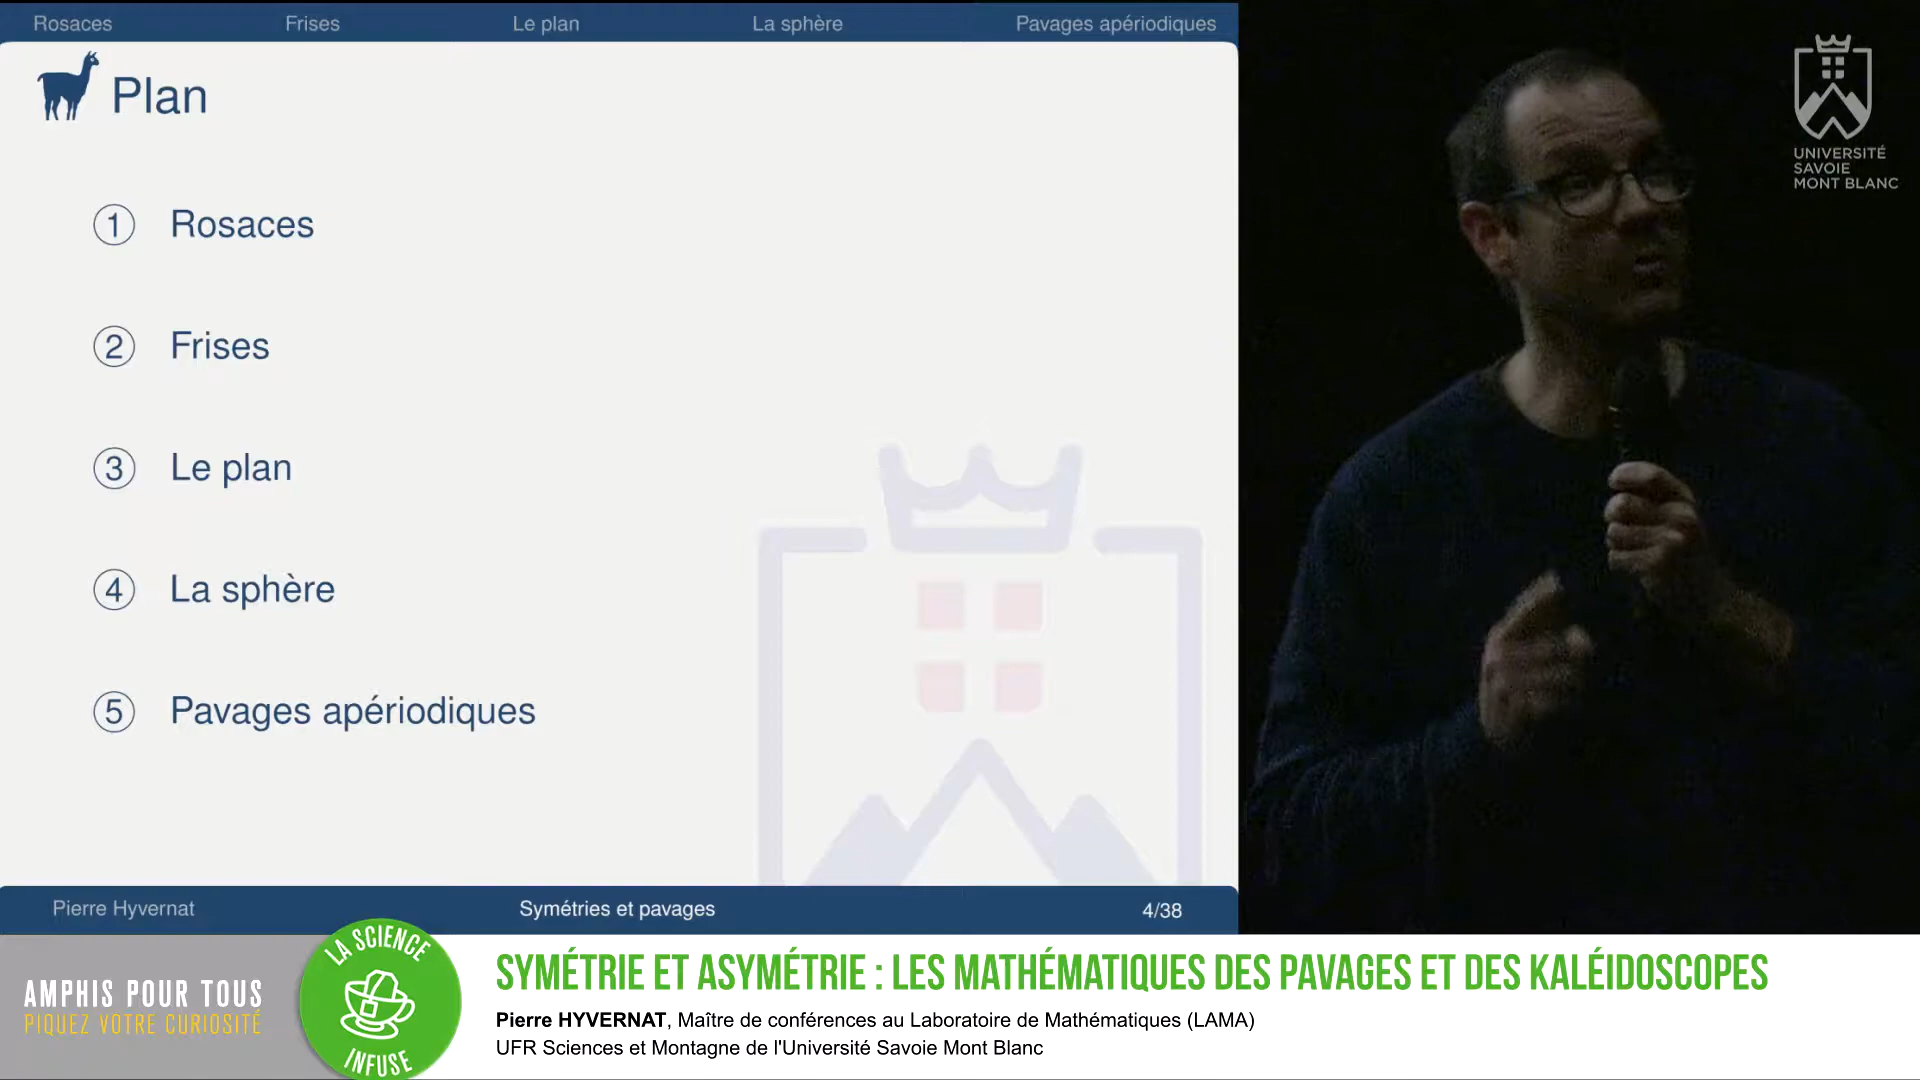 Rosaces Frises Le plan La sphère Pavages apériodiques
Plan
1 Rosaces
2 Frises
3 Le plan
4 La sphère
5 Pavages apériodiques
Pierre Hyvernat Symétries et pavages 4/38
UNIVERSITÉ
SAVOIE
MONT BLANC
AMPHIS POUR TOUS
PIQUEZ VOTRE CURIOSITÉ
LA SCIENCE
INFUSE
SYMÉTRIE ET ASYMÉTRIE : LES MATHÉMATIQUES DES PAVAGES ET DES KALÉIDOSCOPES
Pierre HYVERNAT, Maître de conférences au Laboratoire de Mathématiques (LAMA)
UFR Sciences et Montagne de l'Université Savoie Mont Blanc